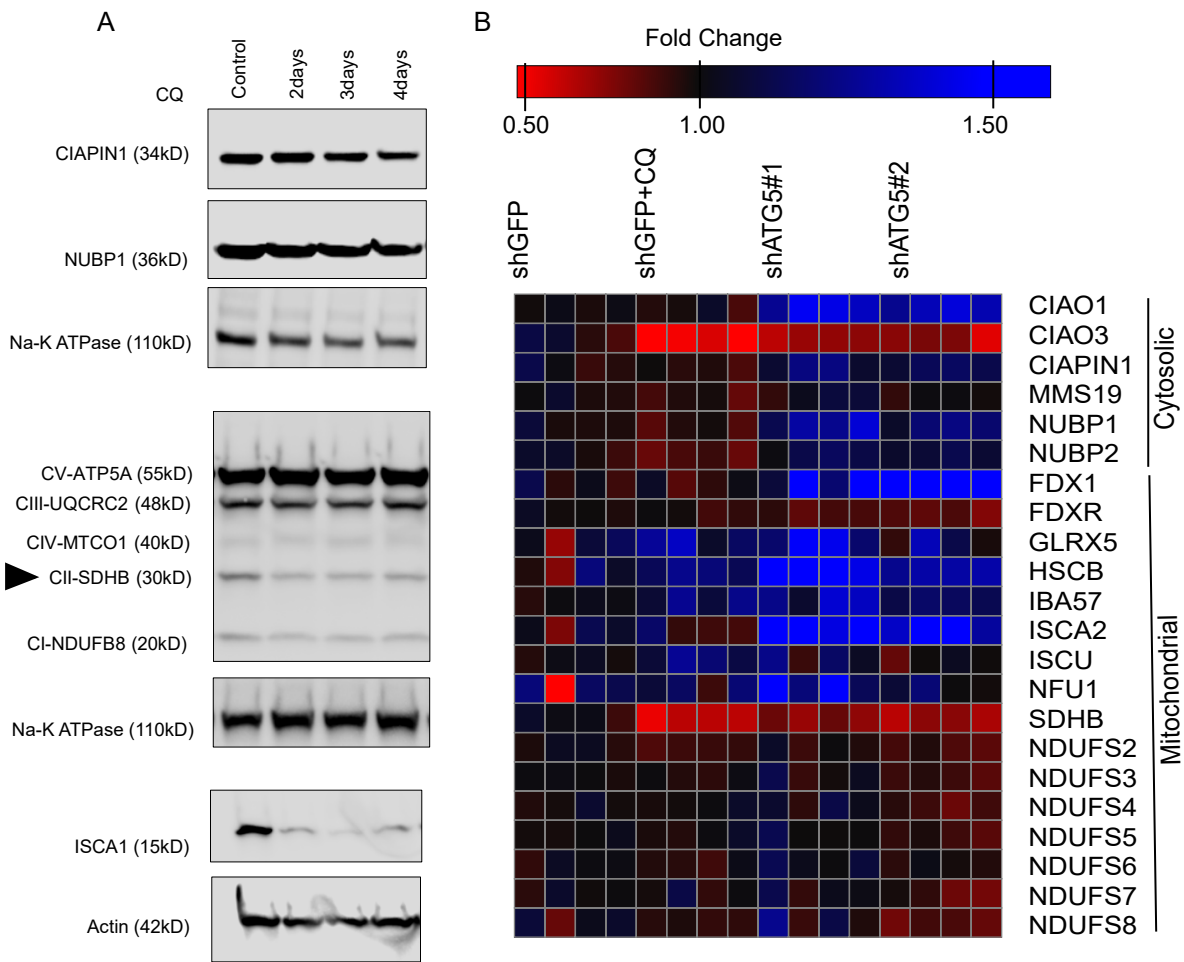 A
CQ
Control
2days
3days
4days
CIAPIN1 (34kD)
NUBP1 (36kD)
Na-K ATPase (110kD)
CV-ATP5A (55kD)
CIII-UQCRC2 (48kD)
CIV-MTCO1 (40kD)
CII-SDHB (30kD)
CI-NDUFB8 (20kD)
Na-K ATPase (110kD)
ISCA1 (15kD)
Actin (42kD)
B
Fold Change
0.50
1.00
1.50
shGFP
shGFP+CQ
shATG5#1
shATG5#2
CIAO1
CIAO3
CIAPIN1
MMS19
NUBP1
NUBP2
FDX1
FDXR
GLRX5
HSCB
IBA57
ISCA2
ISCU
NFU1
SDHB
NDUFS2
NDUFS3
NDUFS4
NDUFS5
NDUFS6
NDUFS7
NDUFS8
Cytosolic
Mitochondrial